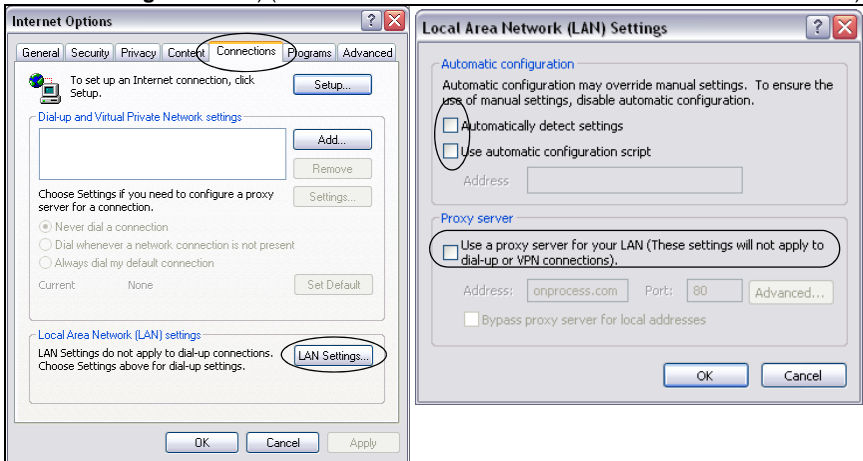 Internet Options
General Security Privacy Content Connections Programs Advanced
To set up an Internet connection, click
Setup.
Setup...
Dial-up and Virtual Private Network settings
Add...
Remove
Choose Settings if you need to configure a proxy
server for a connection.
Settings...
Never dial a connection
Dial whenever a network connection is not present
Always dial my default connection
Current None
Set Default
Local Area Network (LAN) settings
LAN Settings do not apply to dial-up connections.
Choose Settings above for dial-up settings.
LAN Settings...
OK Cancel Apply
Local Area Network (LAN) Settings
Automatic configuration
Automatic configuration may override manual settings. To ensure the
use of manual settings, disable automatic configuration.
Automatically detect settings
Use automatic configuration script
Address
Proxy server
Use a proxy server for your LAN (These settings will not apply to
dial-up or VPN connections).
Address: onprocess.com Port: 80 Advanced...
Bypass proxy server for local addresses
OK Cancel